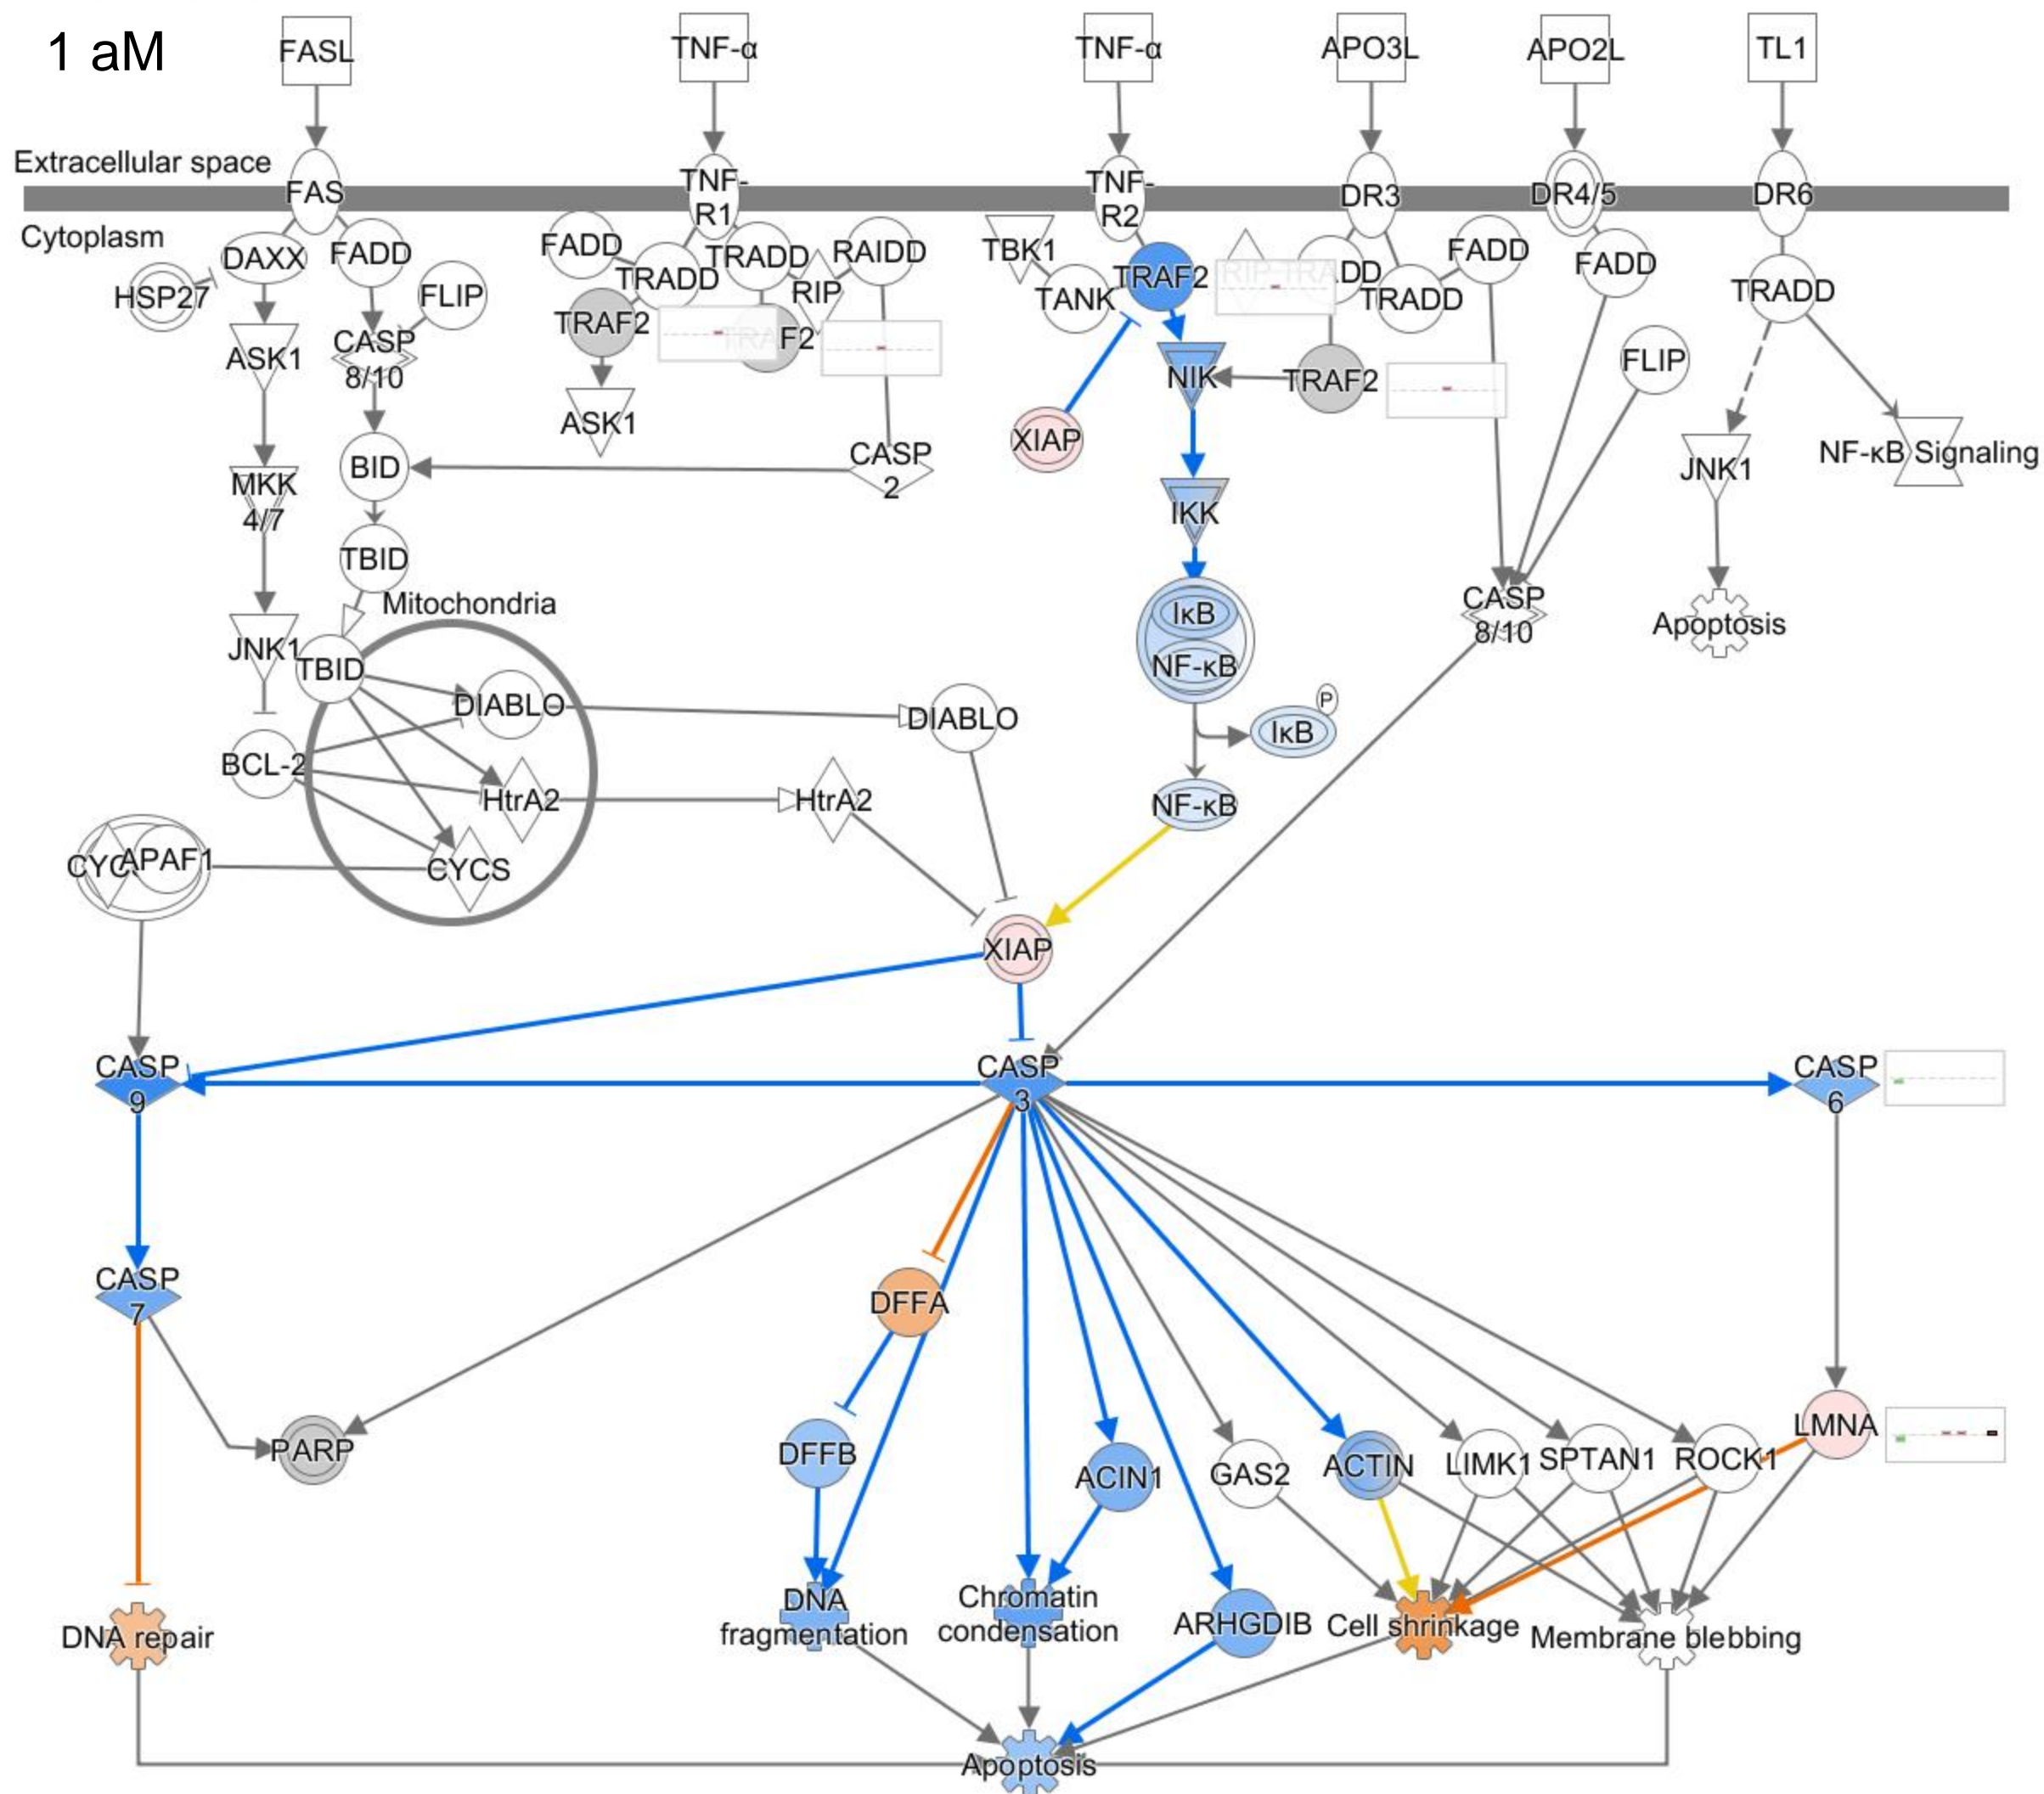 1 aM
FASL
TNF-α
TNF-α
APO3L
APO2L
TL1
Extracellular space
FAS
TNF-
R1
TNF-
R2
DR3
DR4/5
DR6
Cytoplasm
DAXX
FADD
FADD
TRADD
TRADD
RAIDD
TBK1
TRAF2
RIP
TRADD
FADD
FADD
HSP27
FLIP
RIP
TANK
TRADD
TRADD
ASK1
CASP
8/10
TRAF2
TRAF2
NIK
TRAF2
FLIP
ASK1
XIAP
BID
CASP
2
JNK1
NF-κB Signaling
MKK
4/7
IKK
TBID
Mitochondria
IκB
CASP
8/10
Apoptosis
JNK1
TBID
NF-κB
P
DIABLO
DIABLO
IκB
BCL-2
HtrA2
HtrA2
NF-κB
CYC
APAF1
CYCS
XIAP
CASP
9
CASP
3
CASP
6
CASP
7
DFFA
PARP
DFFB
ACIN1
GAS2
ACTIN
LIMK1
SPTAN1
ROCK1
LMNA
DNA repair
DNA
fragmentation
Chromatin
condensation
ARHGDIB
Cell shrinkage
Membrane blebbing
Apoptosis